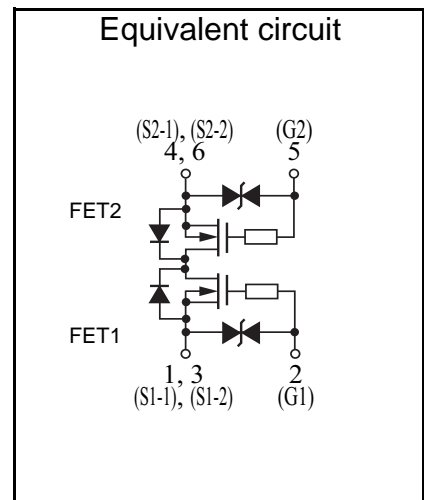 Equivalent circuit
(S2-1), (S2-2) (G2)
4, 6 5
FET2
FET1
1, 3 2
(S1-1), (S1-2) (G1)